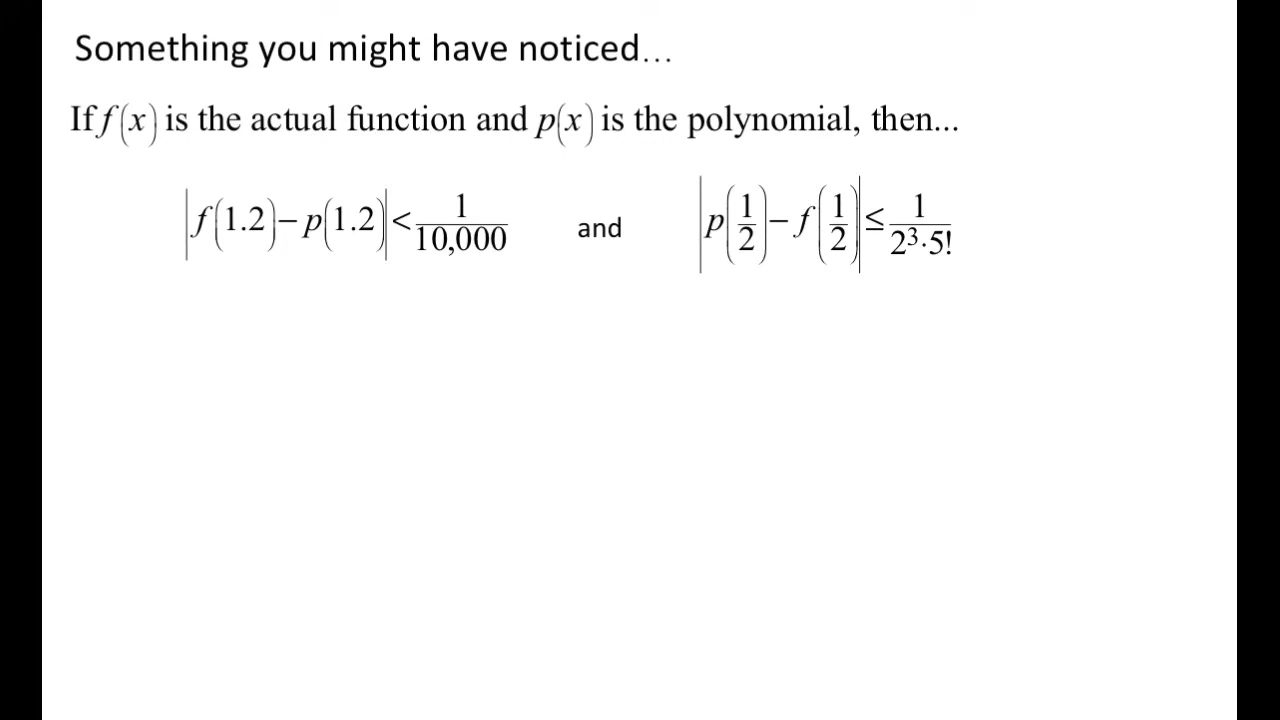 Something you might have noticed…
If f(x) is the actual function and p(x) is the polynomial, then...
|f(1.2)−p(1.2)|<1/10,000 and |p(1/2)−f(1/2)|≤1/(2³·5!)